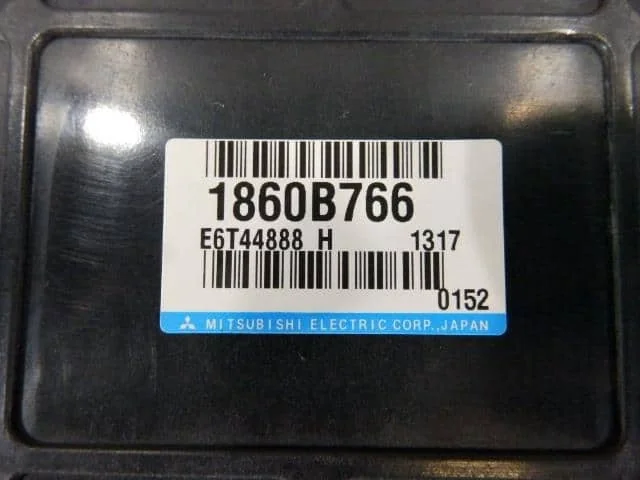 1860B766
E6T44888 H 1317
0152
MITSUBISHI ELECTRIC CORP.,JAPAN